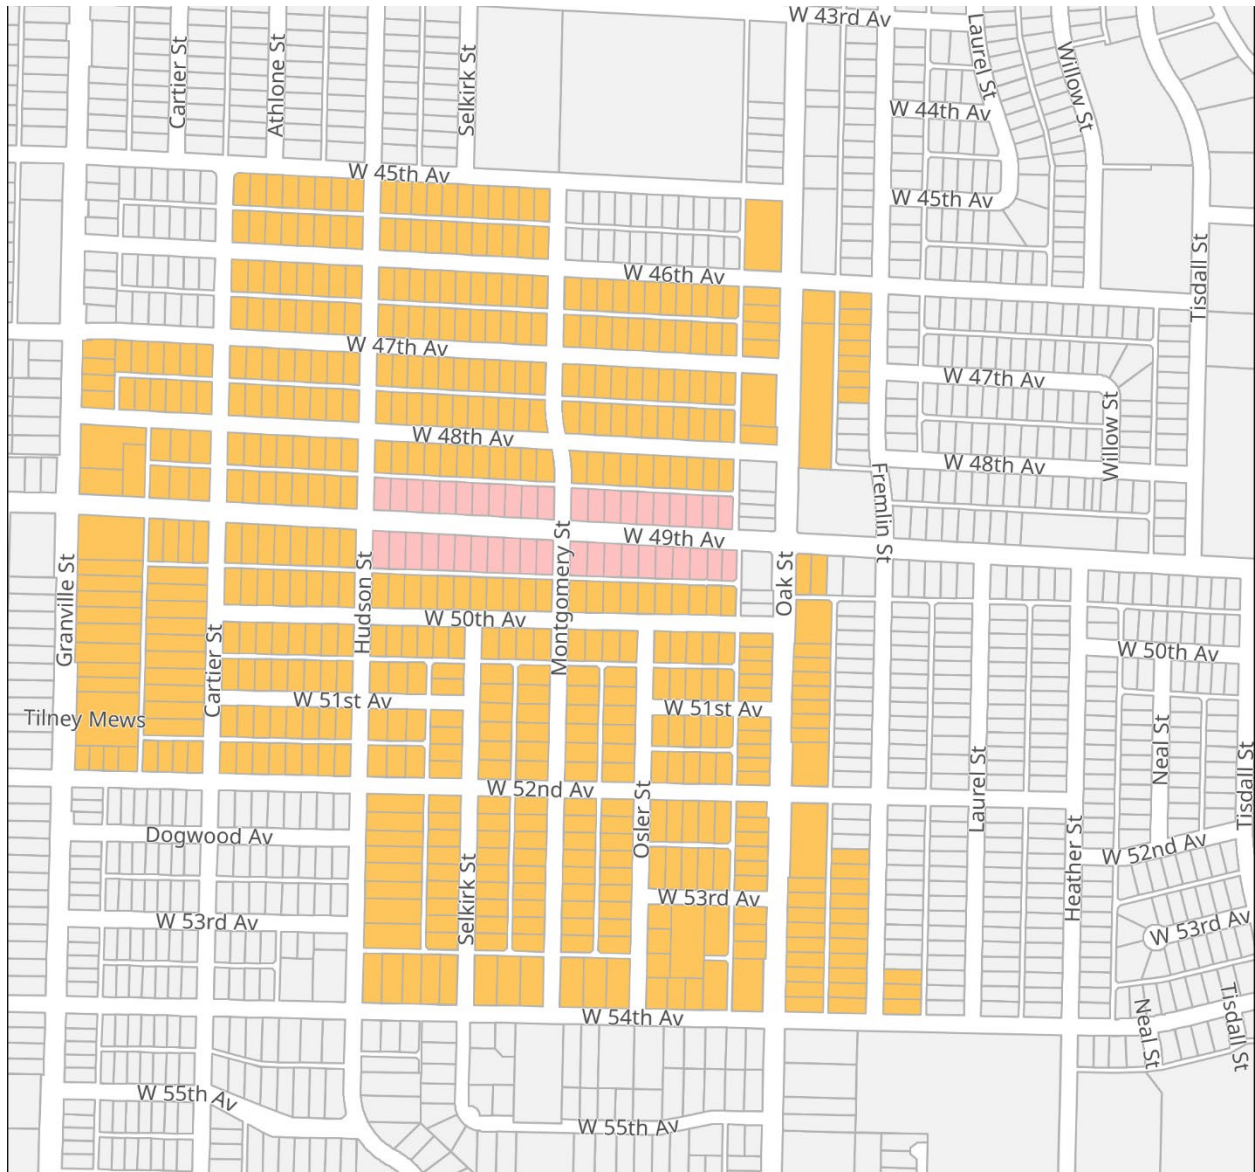 W 43rd Av
Cartier St
Athlone St
Selkirk St
Laurel St
Willow St
W 44th Av
W 45th Av
W 45th Av
Tisdall St
W 46th Av
W 47th Av
W 47th Av
W 48th Av
Willow St
W 48th Av
Fremlin St
W 49th Av
Granville St
Hudson St
Montgomery St
Oak St
W 50th Av
Cartier St
W 50th Av
W 51st Av
W 51st Av
Tilney Mews
Neal St
Laurel St
Tisdall St
W 52nd Av
Osler St
Dogwood Av
W 52nd Av
Heather St
Selkirk St
W 53rd Av
W 53rd Av
W 53rd Av
W 54th Av
Neal St
Tisdall St
W 55th Av
W 55th Av